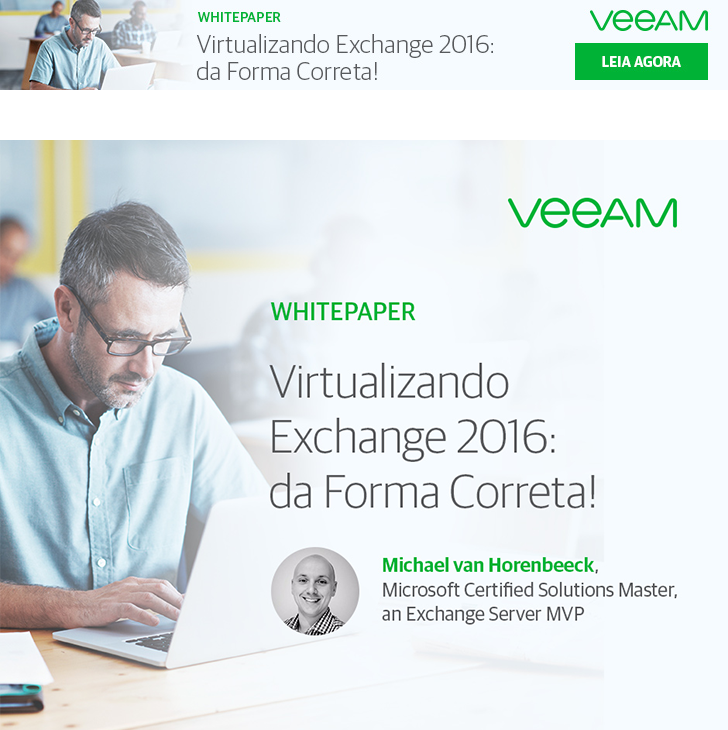 WHITEPAPER
Virtualizando Exchange 2016:
da Forma Correta!
veeAM
LEIA AGORA
veeAM
WHITEPAPER
Virtualizando
Exchange 2016:
da Forma Correta!
Michael van Horenbeeck,
Microsoft Certified Solutions Master,
an Exchange Server MVP